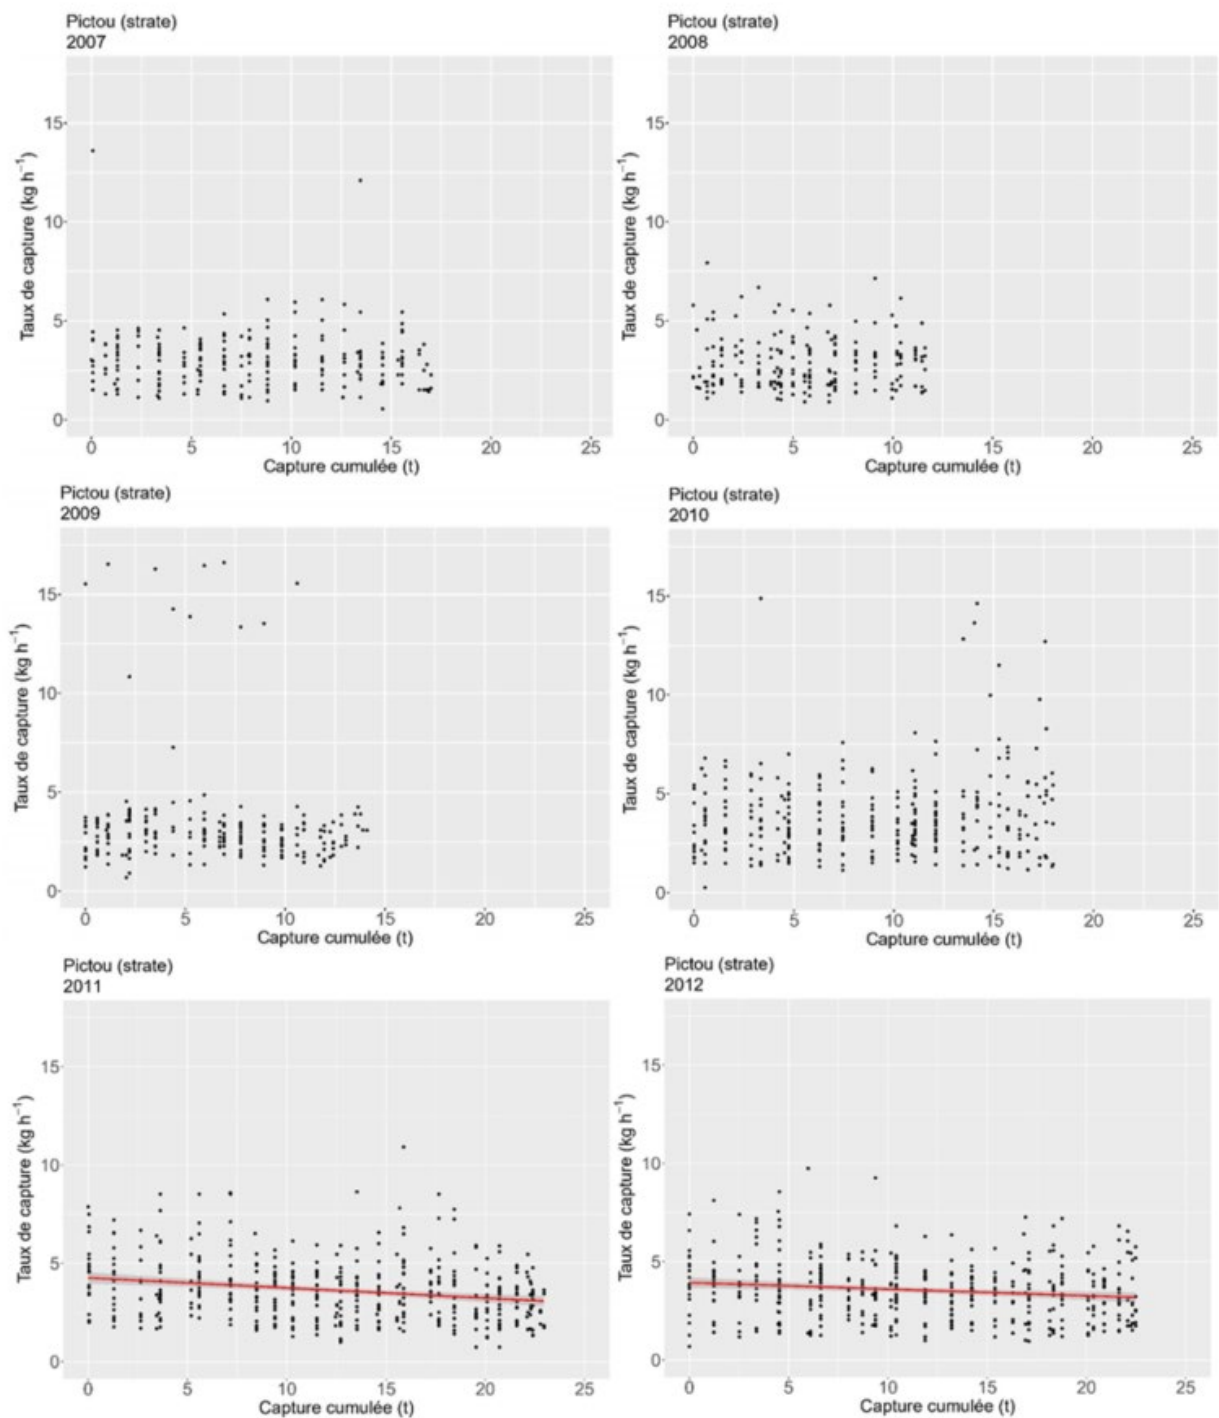 Pictou (strate)
2007
Taux de capture (kg h⁻¹)
15
10
5
0
0 5 10 15 20 25
Capture cumulée (t)
Pictou (strate)
2008
Taux de capture (kg h⁻¹)
15
10
5
0
0 5 10 15 20 25
Capture cumulée (t)
Pictou (strate)
2009
Taux de capture (kg h⁻¹)
15
10
5
0
0 5 10 15 20 25
Capture cumulée (t)
Pictou (strate)
2010
Taux de capture (kg h⁻¹)
15
10
5
0
0 5 10 15 20 25
Capture cumulée (t)
Pictou (strate)
2011
Taux de capture (kg h⁻¹)
15
10
5
0
0 5 10 15 20 25
Capture cumulée (t)
Pictou (strate)
2012
Taux de capture (kg h⁻¹)
15
10
5
0
0 5 10 15 20 25
Capture cumulée (t)